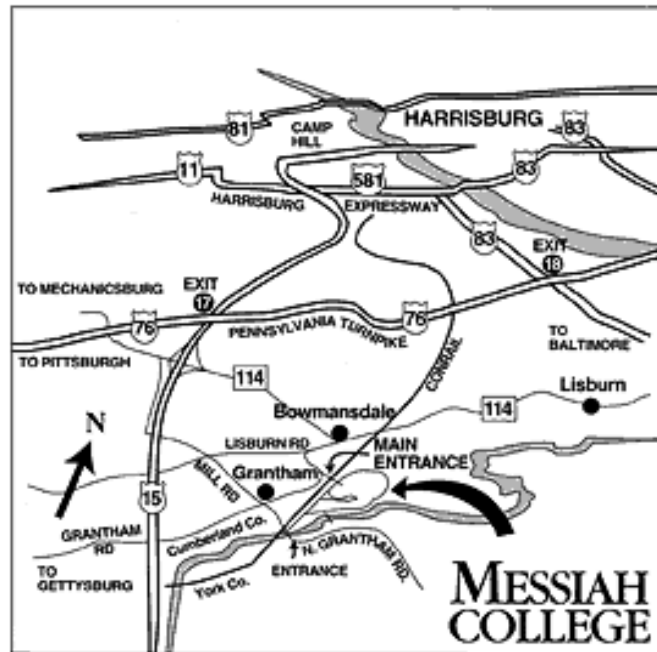 HARRISBURG
81
CAMP
HILL
83
11
581
83
HARRISBURG
EXPRESSWAY
83
EXIT
18
TO MECHANICSBURG
EXIT
17
76
PENNSYLVANIA TURNPIKE
76
TO
BALTIMORE
TO PITTSBURGH
CONRAIL
114
Lisburn
114
Bowmansdale
N
LISBURN RD
MAIN
ENTRANCE
MILL RD
Grantham
15
GRANTHAM
RD
Cumberland Co.
N. GRANTHAM RD.
ENTRANCE
TO
GETTYSBURG
York Co.
MESSIAH
COLLEGE